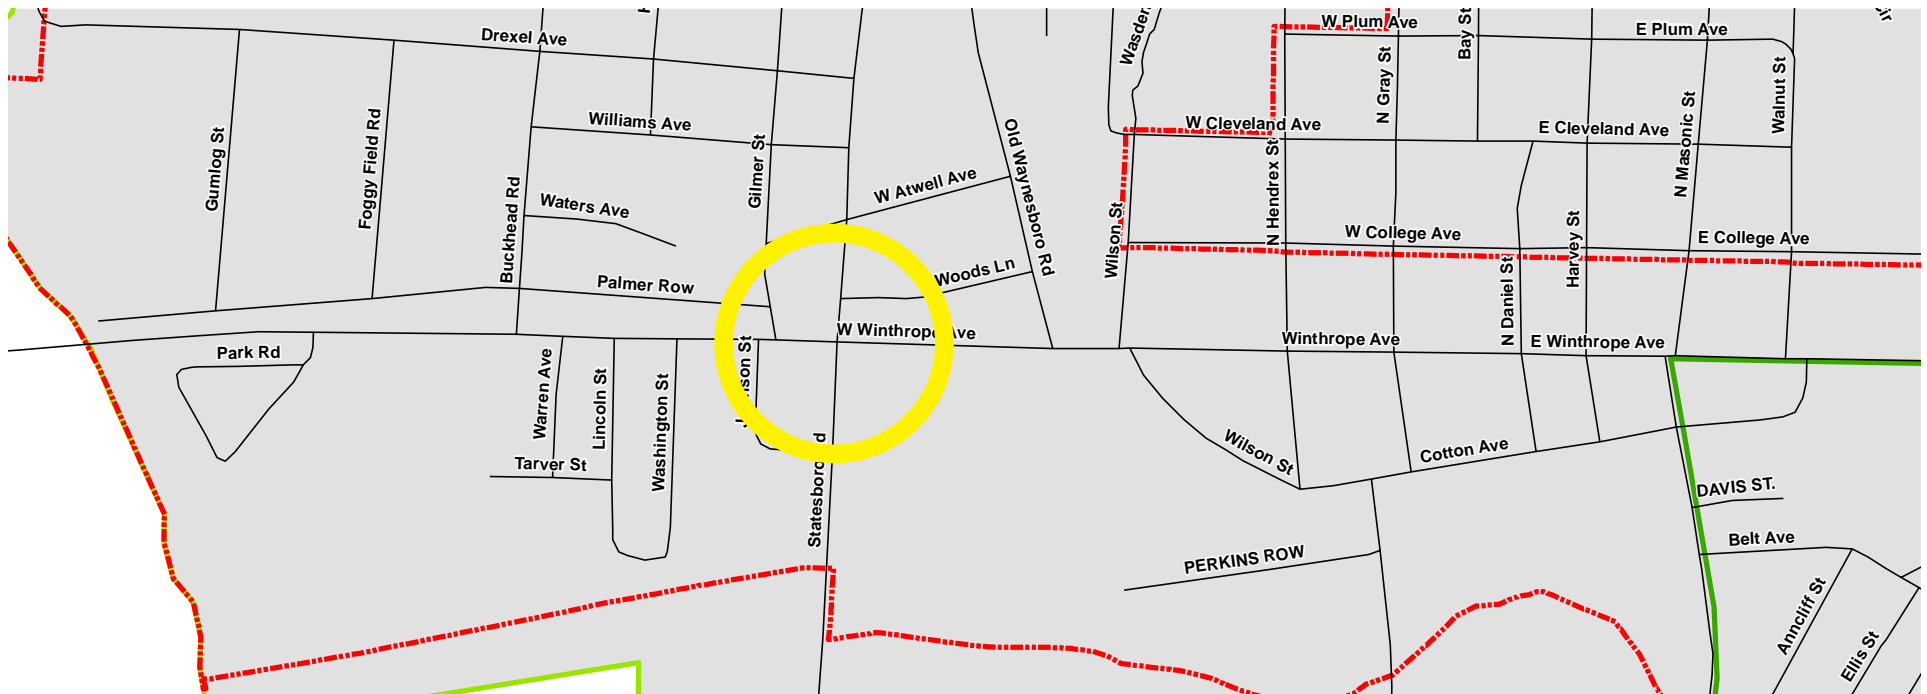 W Plum Ave
E Plum Ave
Drexel Ave
Bay St
N Gray St
Walnut St
Williams Ave
W Cleveland Ave
E Cleveland Ave
Gumlog St
Foggy Field Rd
Gilmer St
Old Waynesboro Rd
N Hendrex St
N Masonic St
W Atwell Ave
Waters Ave
Buckhead Rd
Wilson St
W College Ave
E College Ave
Harvey St
Woods Ln
Palmer Row
N Daniel St
W Winthrope Ave
Winthrope Ave
E Winthrope Ave
Park Rd
Warren Ave
Lincoln St
Washington St
Wilson St
Cotton Ave
Tarver St
Statesboro
DAVIS ST.
Belt Ave
PERKINS ROW
Anncliff St
Ellis St